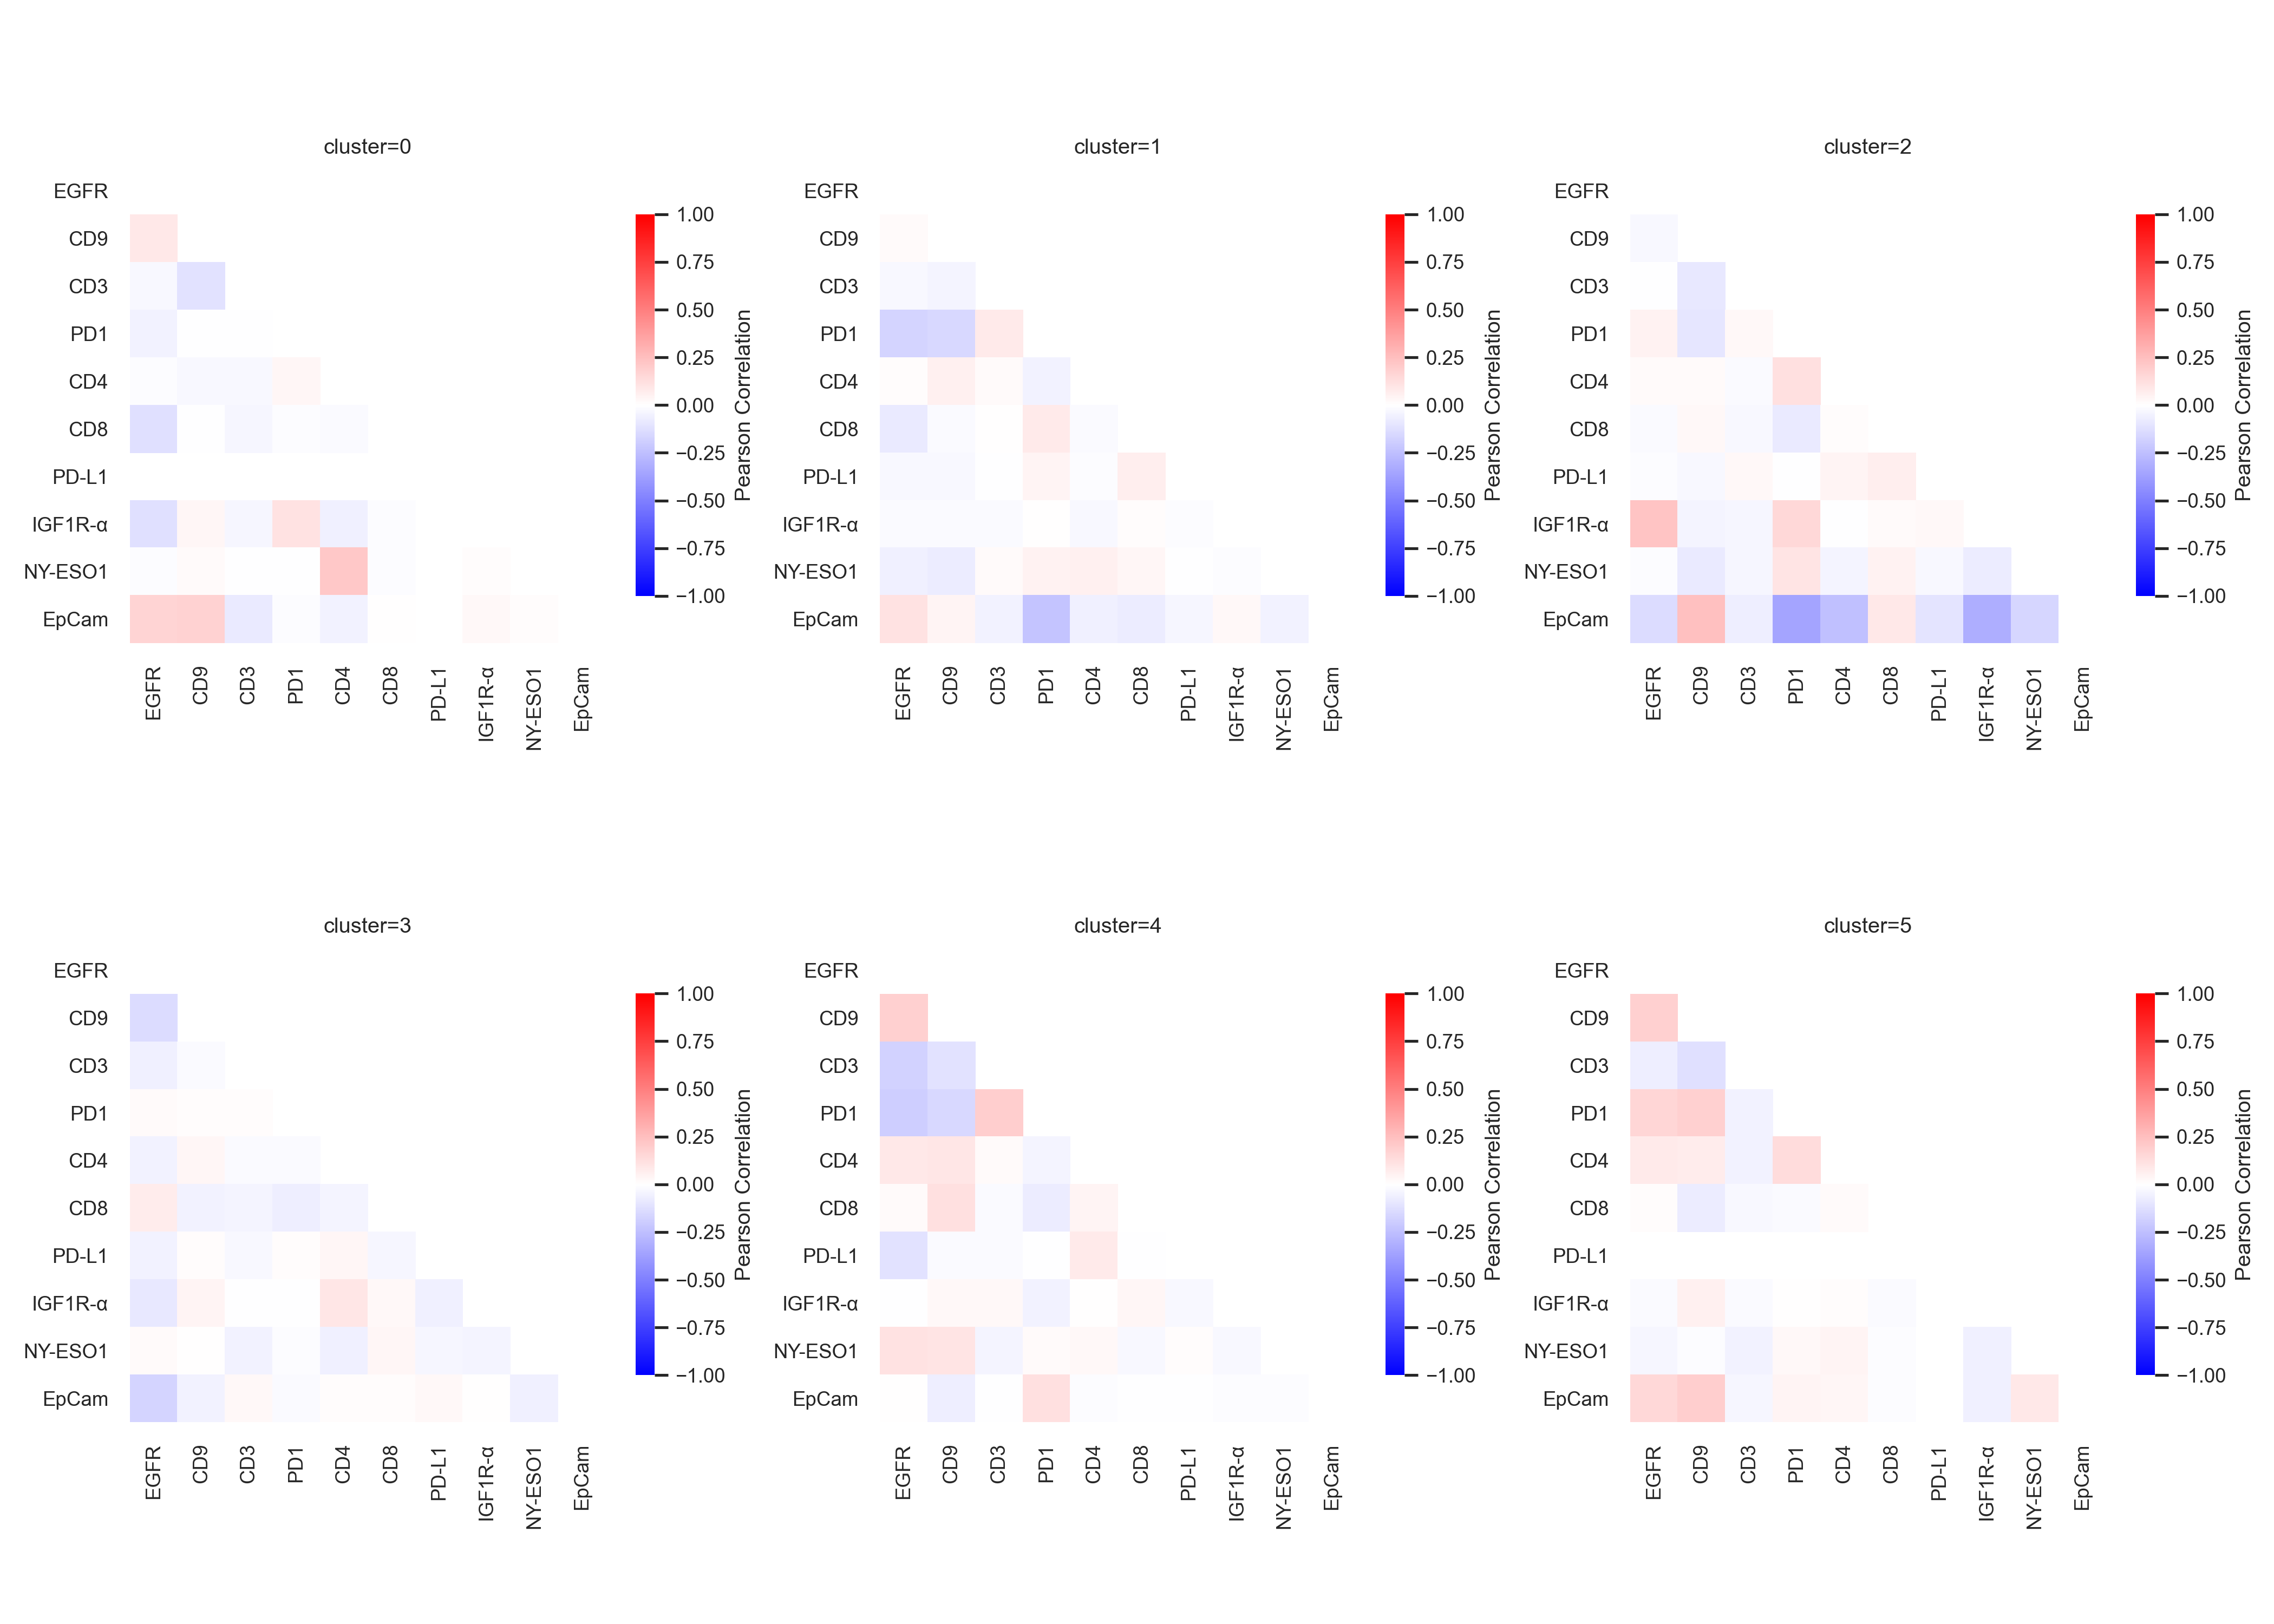 cluster=0
EGFR
CD9
CD3
PD1
CD4
CD8
PD-L1
IGF1R-α
NY-ESO1
EpCam
EGFR
CD9
CD3
PD1
CD4
CD8
PD-L1
IGF1R-α
NY-ESO1
EpCam
1.00
0.75
0.50
0.25
0.00
−0.25
−0.50
−0.75
−1.00
Pearson Correlation
cluster=1
EGFR
CD9
CD3
PD1
CD4
CD8
PD-L1
IGF1R-α
NY-ESO1
EpCam
EGFR
CD9
CD3
PD1
CD4
CD8
PD-L1
IGF1R-α
NY-ESO1
EpCam
1.00
0.75
0.50
0.25
0.00
−0.25
−0.50
−0.75
−1.00
Pearson Correlation
cluster=2
EGFR
CD9
CD3
PD1
CD4
CD8
PD-L1
IGF1R-α
NY-ESO1
EpCam
EGFR
CD9
CD3
PD1
CD4
CD8
PD-L1
IGF1R-α
NY-ESO1
EpCam
1.00
0.75
0.50
0.25
0.00
−0.25
−0.50
−0.75
−1.00
Pearson Correlation
cluster=3
EGFR
CD9
CD3
PD1
CD4
CD8
PD-L1
IGF1R-α
NY-ESO1
EpCam
EGFR
CD9
CD3
PD1
CD4
CD8
PD-L1
IGF1R-α
NY-ESO1
EpCam
1.00
0.75
0.50
0.25
0.00
−0.25
−0.50
−0.75
−1.00
Pearson Correlation
cluster=4
EGFR
CD9
CD3
PD1
CD4
CD8
PD-L1
IGF1R-α
NY-ESO1
EpCam
EGFR
CD9
CD3
PD1
CD4
CD8
PD-L1
IGF1R-α
NY-ESO1
EpCam
1.00
0.75
0.50
0.25
0.00
−0.25
−0.50
−0.75
−1.00
Pearson Correlation
cluster=5
EGFR
CD9
CD3
PD1
CD4
CD8
PD-L1
IGF1R-α
NY-ESO1
EpCam
EGFR
CD9
CD3
PD1
CD4
CD8
PD-L1
IGF1R-α
NY-ESO1
EpCam
1.00
0.75
0.50
0.25
0.00
−0.25
−0.50
−0.75
−1.00
Pearson Correlation